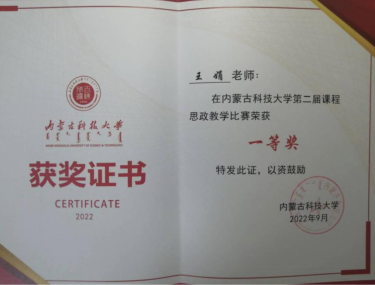 内蒙古科技大学
INNER MONGOLIA UNIVERSITY OF SCIENCE & TECHNOLOGY
获奖证书
CERTIFICATE
2022
王娟 老师：
在内蒙古科技大学第二届课程
思政教学比赛荣获
一等奖
特发此证，以资鼓励
内蒙古科技大学
2022年9月